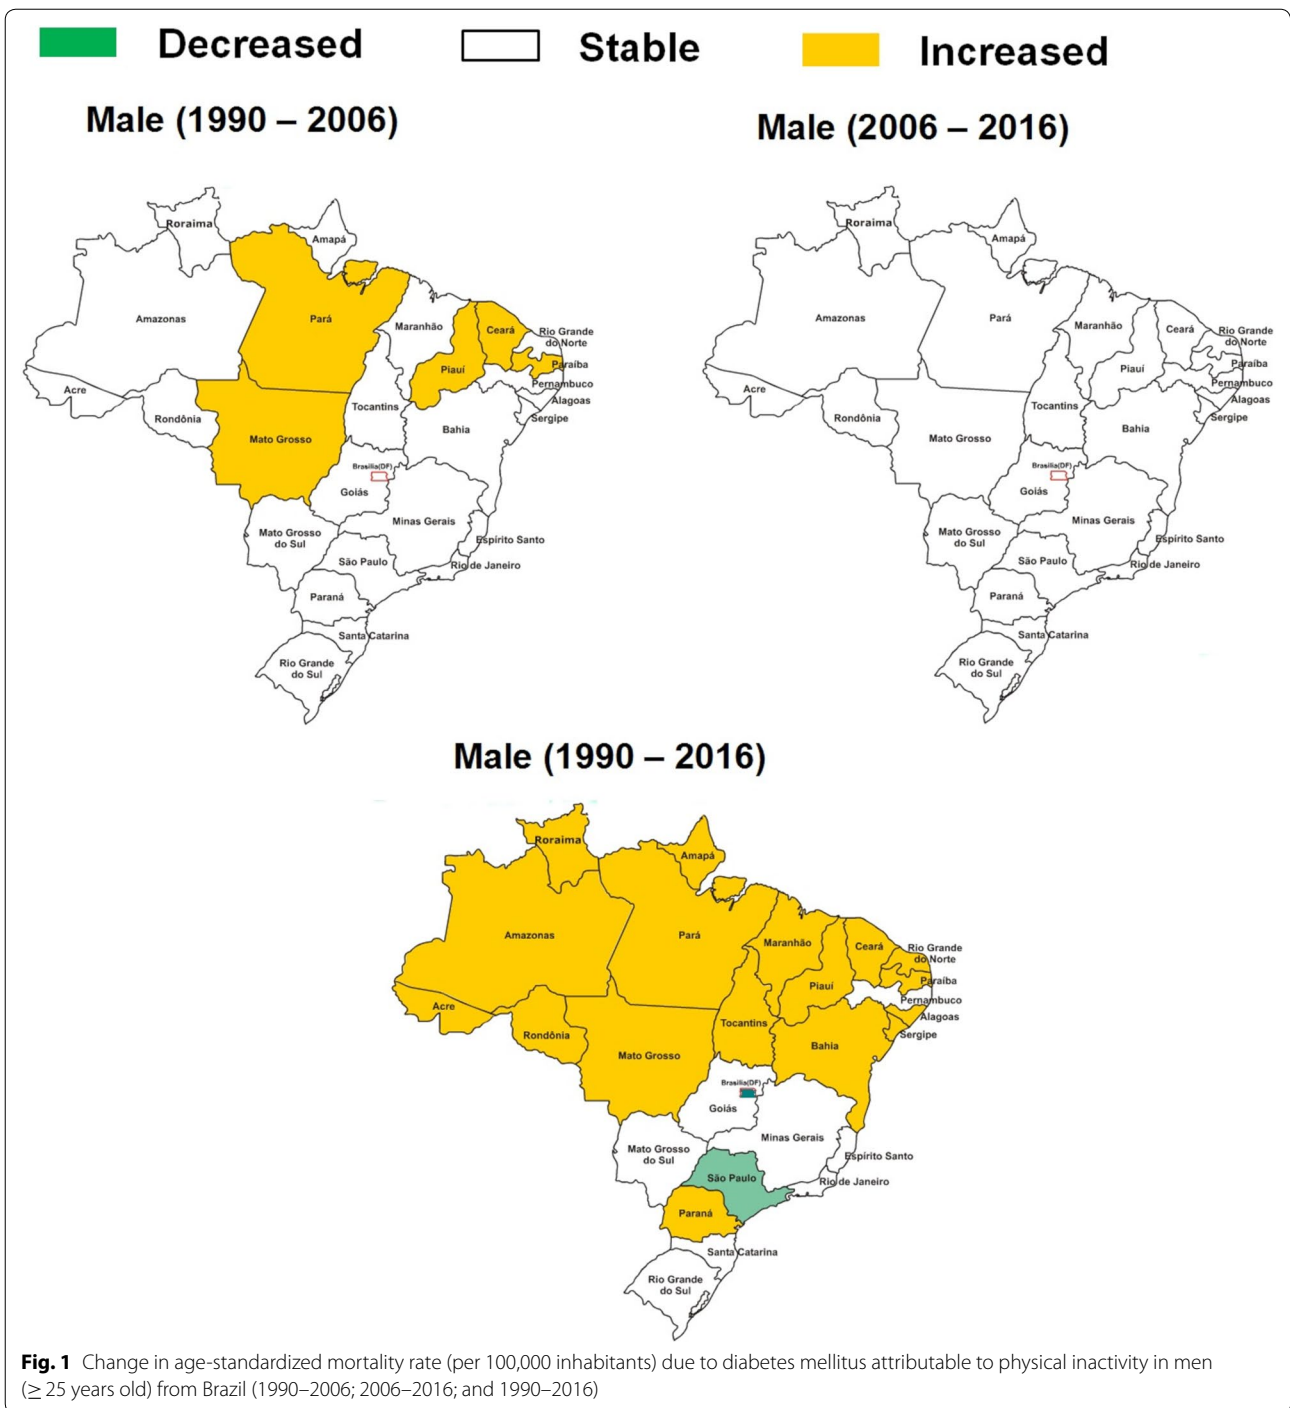 Decreased
Stable
Increased
Male (1990 – 2006)
Male (2006 – 2016)
Roraima
Amapá
Amazonas
Pará
Maranhão
Ceará
Rio Grande
do Norte
Piauí
Paraíba
Pernambuco
Acre
Alagoas
Tocantins
Rondônia
Sergipe
Bahia
Mato Grosso
Brasilia(DF)
Goiás
Minas Gerais
Mato Grosso
do Sul
Espírito Santo
São Paulo
Rio de Janeiro
Paraná
Santa Catarina
Rio Grande
do Sul
Roraima
Amapá
Amazonas
Pará
Maranhão
Ceará
Rio Grande
do Norte
Piauí
Paraíba
Pernambuco
Acre
Alagoas
Tocantins
Rondônia
Sergipe
Bahia
Mato Grosso
Brasilia(DF)
Goiás
Minas Gerais
Mato Grosso
do Sul
Espírito Santo
São Paulo
Rio de Janeiro
Paraná
Santa Catarina
Rio Grande
do Sul
Male (1990 – 2016)
Roraima
Amapá
Amazonas
Pará
Maranhão
Ceará
Rio Grande
do Norte
Piauí
Paraíba
Pernambuco
Acre
Alagoas
Tocantins
Rondônia
Sergipe
Bahia
Mato Grosso
Brasilia(DF)
Goiás
Minas Gerais
Mato Grosso
do Sul
Espírito Santo
São Paulo
Rio de Janeiro
Paraná
Santa Catarina
Rio Grande
do Sul
Fig. 1 Change in age-standardized mortality rate (per 100,000 inhabitants) due to diabetes mellitus attributable to physical inactivity in men
(≥ 25 years old) from Brazil (1990–2006; 2006–2016; and 1990–2016)